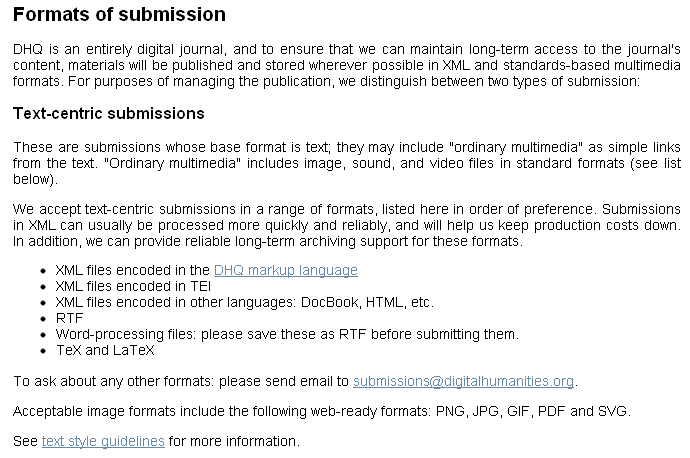 Formats of submission
DHQ is an entirely digital journal, and to ensure that we can maintain long-term access to the journal's
content, materials will be published and stored wherever possible in XML and standards-based multimedia
formats. For purposes of managing the publication, we distinguish between two types of submission:
Text-centric submissions
These are submissions whose base format is text; they may include "ordinary multimedia" as simple links
from the text. "Ordinary multimedia" includes image, sound, and video files in standard formats (see list
below).
We accept text-centric submissions in a range of formats, listed here in order of preference. Submissions
in XML can usually be processed more quickly and reliably, and will help us keep production costs down.
In addition, we can provide reliable long-term archiving support for these formats.
• XML files encoded in the DHQ markup language
• XML files encoded in TEI
• XML files encoded in other languages: DocBook, HTML, etc.
• RTF
• Word-processing files: please save these as RTF before submitting them.
• TeX and LaTeX
To ask about any other formats: please send email to submissions@digitalhumanities.org.
Acceptable image formats include the following web-ready formats: PNG, JPG, GIF, PDF and SVG.
See text style guidelines for more information.